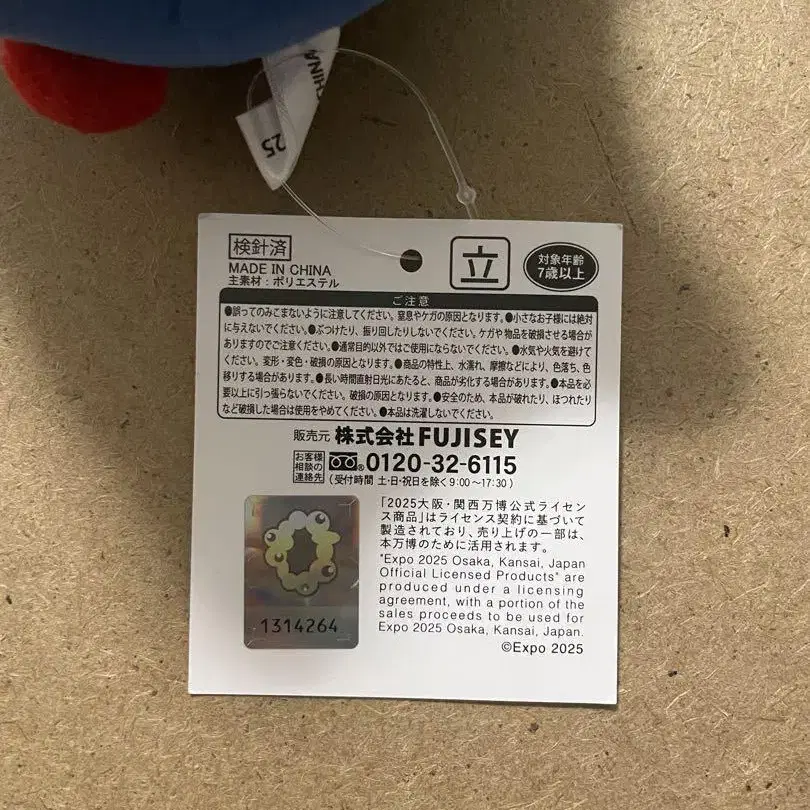 CHINA
25
検針済
MADE IN CHINA
主素材：ポリエステル
立
対象年齢
7歳以上
ご注意
●誤ってのみこまないように注意してください。窒息やケガの原因となります。●小さなお子様には絶対
に与えないでください。●ぶつけたり、振り回したりしないでください。ケガや物品を破損させる場合が
ありますのでご注意ください。●通常目的以外ではご使用にならないでください。●水気や火気を避けて
ください。変形・変色・破損の原因となります。●商品の特性上、水濡れ、摩擦などにより、色落ち、色
移りする場合があります。●長い時間直射日光にあたると、商品が劣化する場合があります。●本品を必
要以上に引っ張らないでください。破損の原因となります。●安全のため、本品が破れたり、ほつれたり
など破損した場合は使用をやめてください。●本品は洗濯しないでください。
販売元 株式会社FUJISEY
お客様
相談の
連絡先
0120-32-6115
（受付時間 土・日・祝日を除く9:00〜17:30）
「2025大阪・関西万博公式ライセン
ス商品」はライセンス契約に基づいて
製造されており、売り上げの一部は、
本万博のために活用されます。
"Expo 2025 Osaka, Kansai, Japan
Official Licensed Products" are
produced under a licensing
agreement, with a portion of the
sales proceeds to be used for
Expo 2025 Osaka, Kansai, Japan.
©Expo 2025
1314264